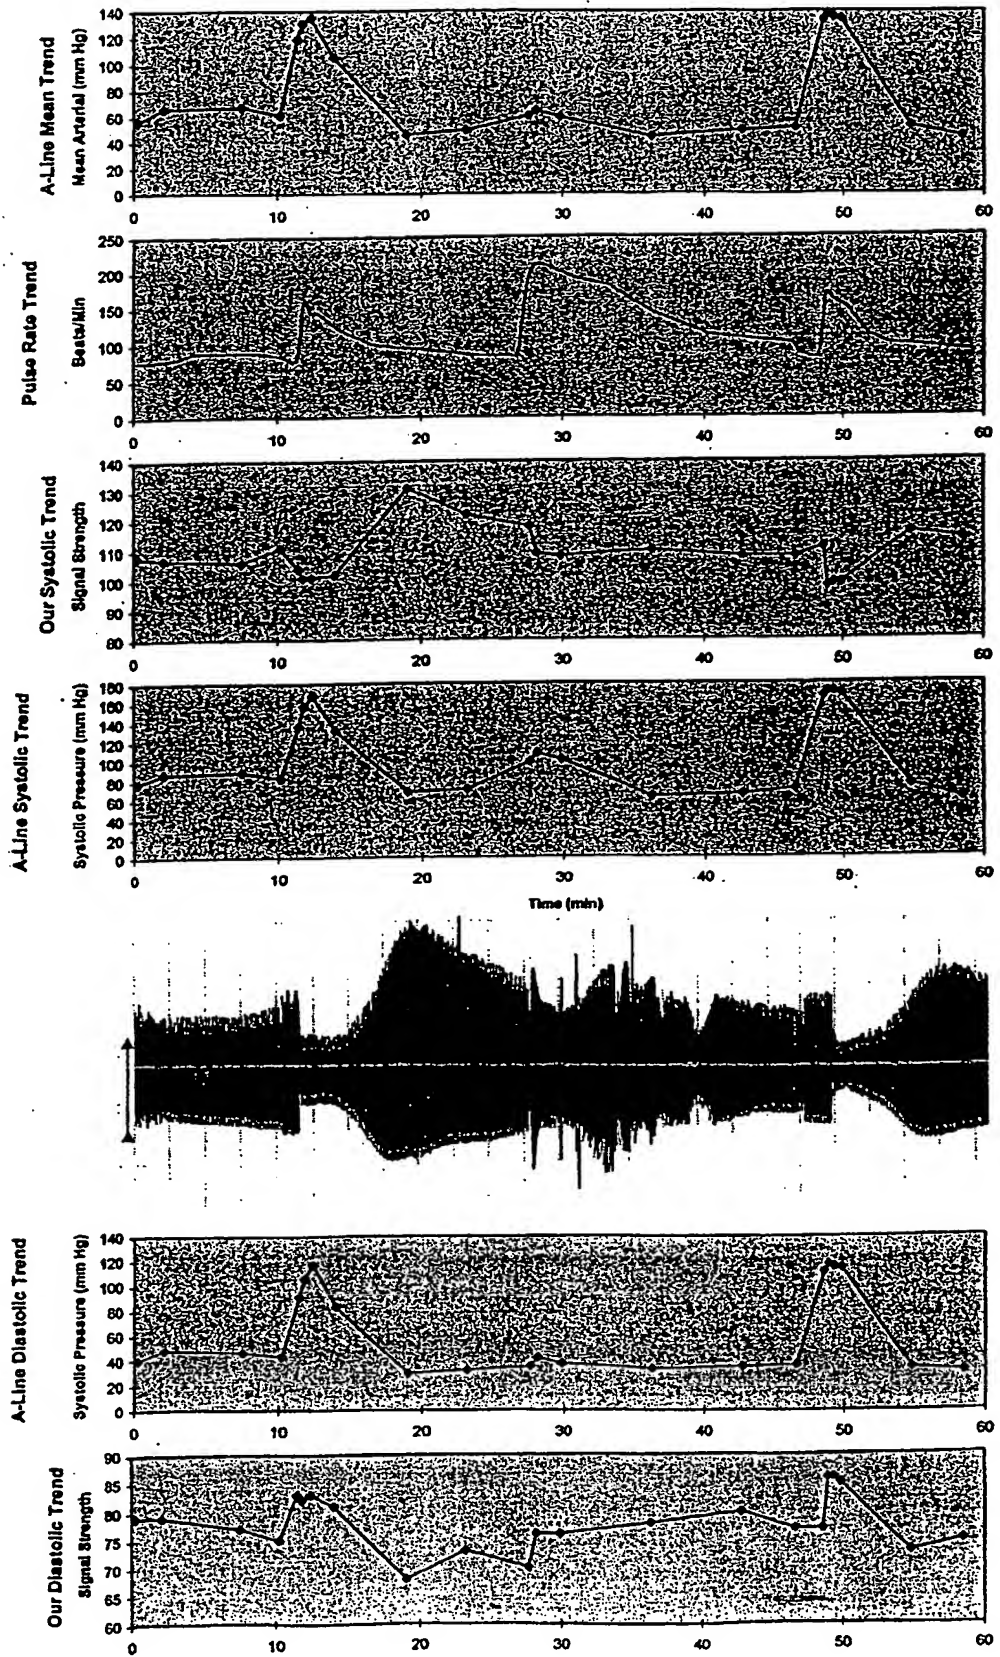 A-Line Mean Trend
Mean Arterial (mm Hg)
140
120
100
80
60
40
20
0
0 10 20 30 40 50 60
Pulse Rate Trend
Beats/Min
250
200
150
100
50
0
0 10 20 30 40 50 60
Our Systolic Trend
Signal Strength
140
130
120
110
100
90
80
0 10 20 30 40 50 60
A-Line Systolic Trend
Systolic Pressure (mm Hg)
180
160
140
120
100
80
60
40
20
0
0 10 20 30 40 50 60
Time (min)
A-Line Diastolic Trend
Systolic Pressure (mm Hg)
140
120
100
80
60
40
20
0
0 10 20 30 40 50 60
Our Diastolic Trend
Signal Strength
90
85
80
75
70
65
60
0 10 20 30 40 50 60